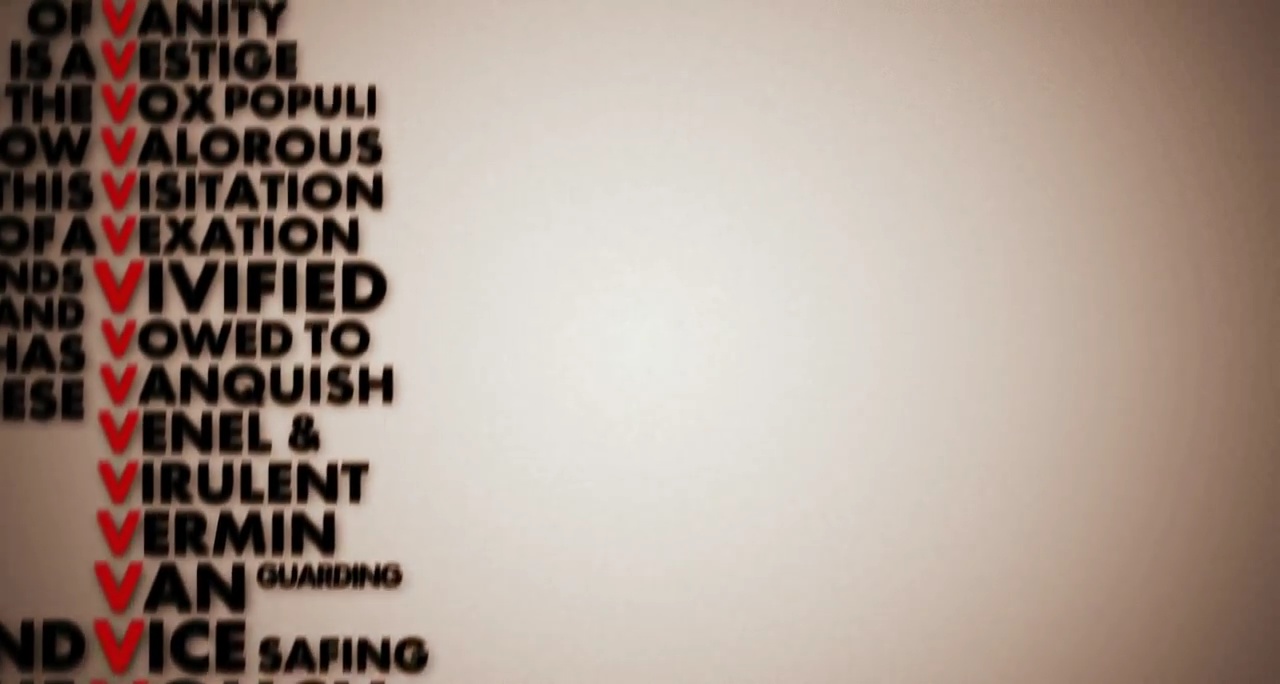 OF VANITY
IS A VESTIGE
THE VOX POPULI
OW VALOROUS
THIS VISITATION
OF A VEXATION
NDS VIVIFIED
AND
HAS VOWED TO
ESE VANQUISH
VENEL &
VIRULENT
VERMIN
VAN GUARDING
ND VICE SAFING